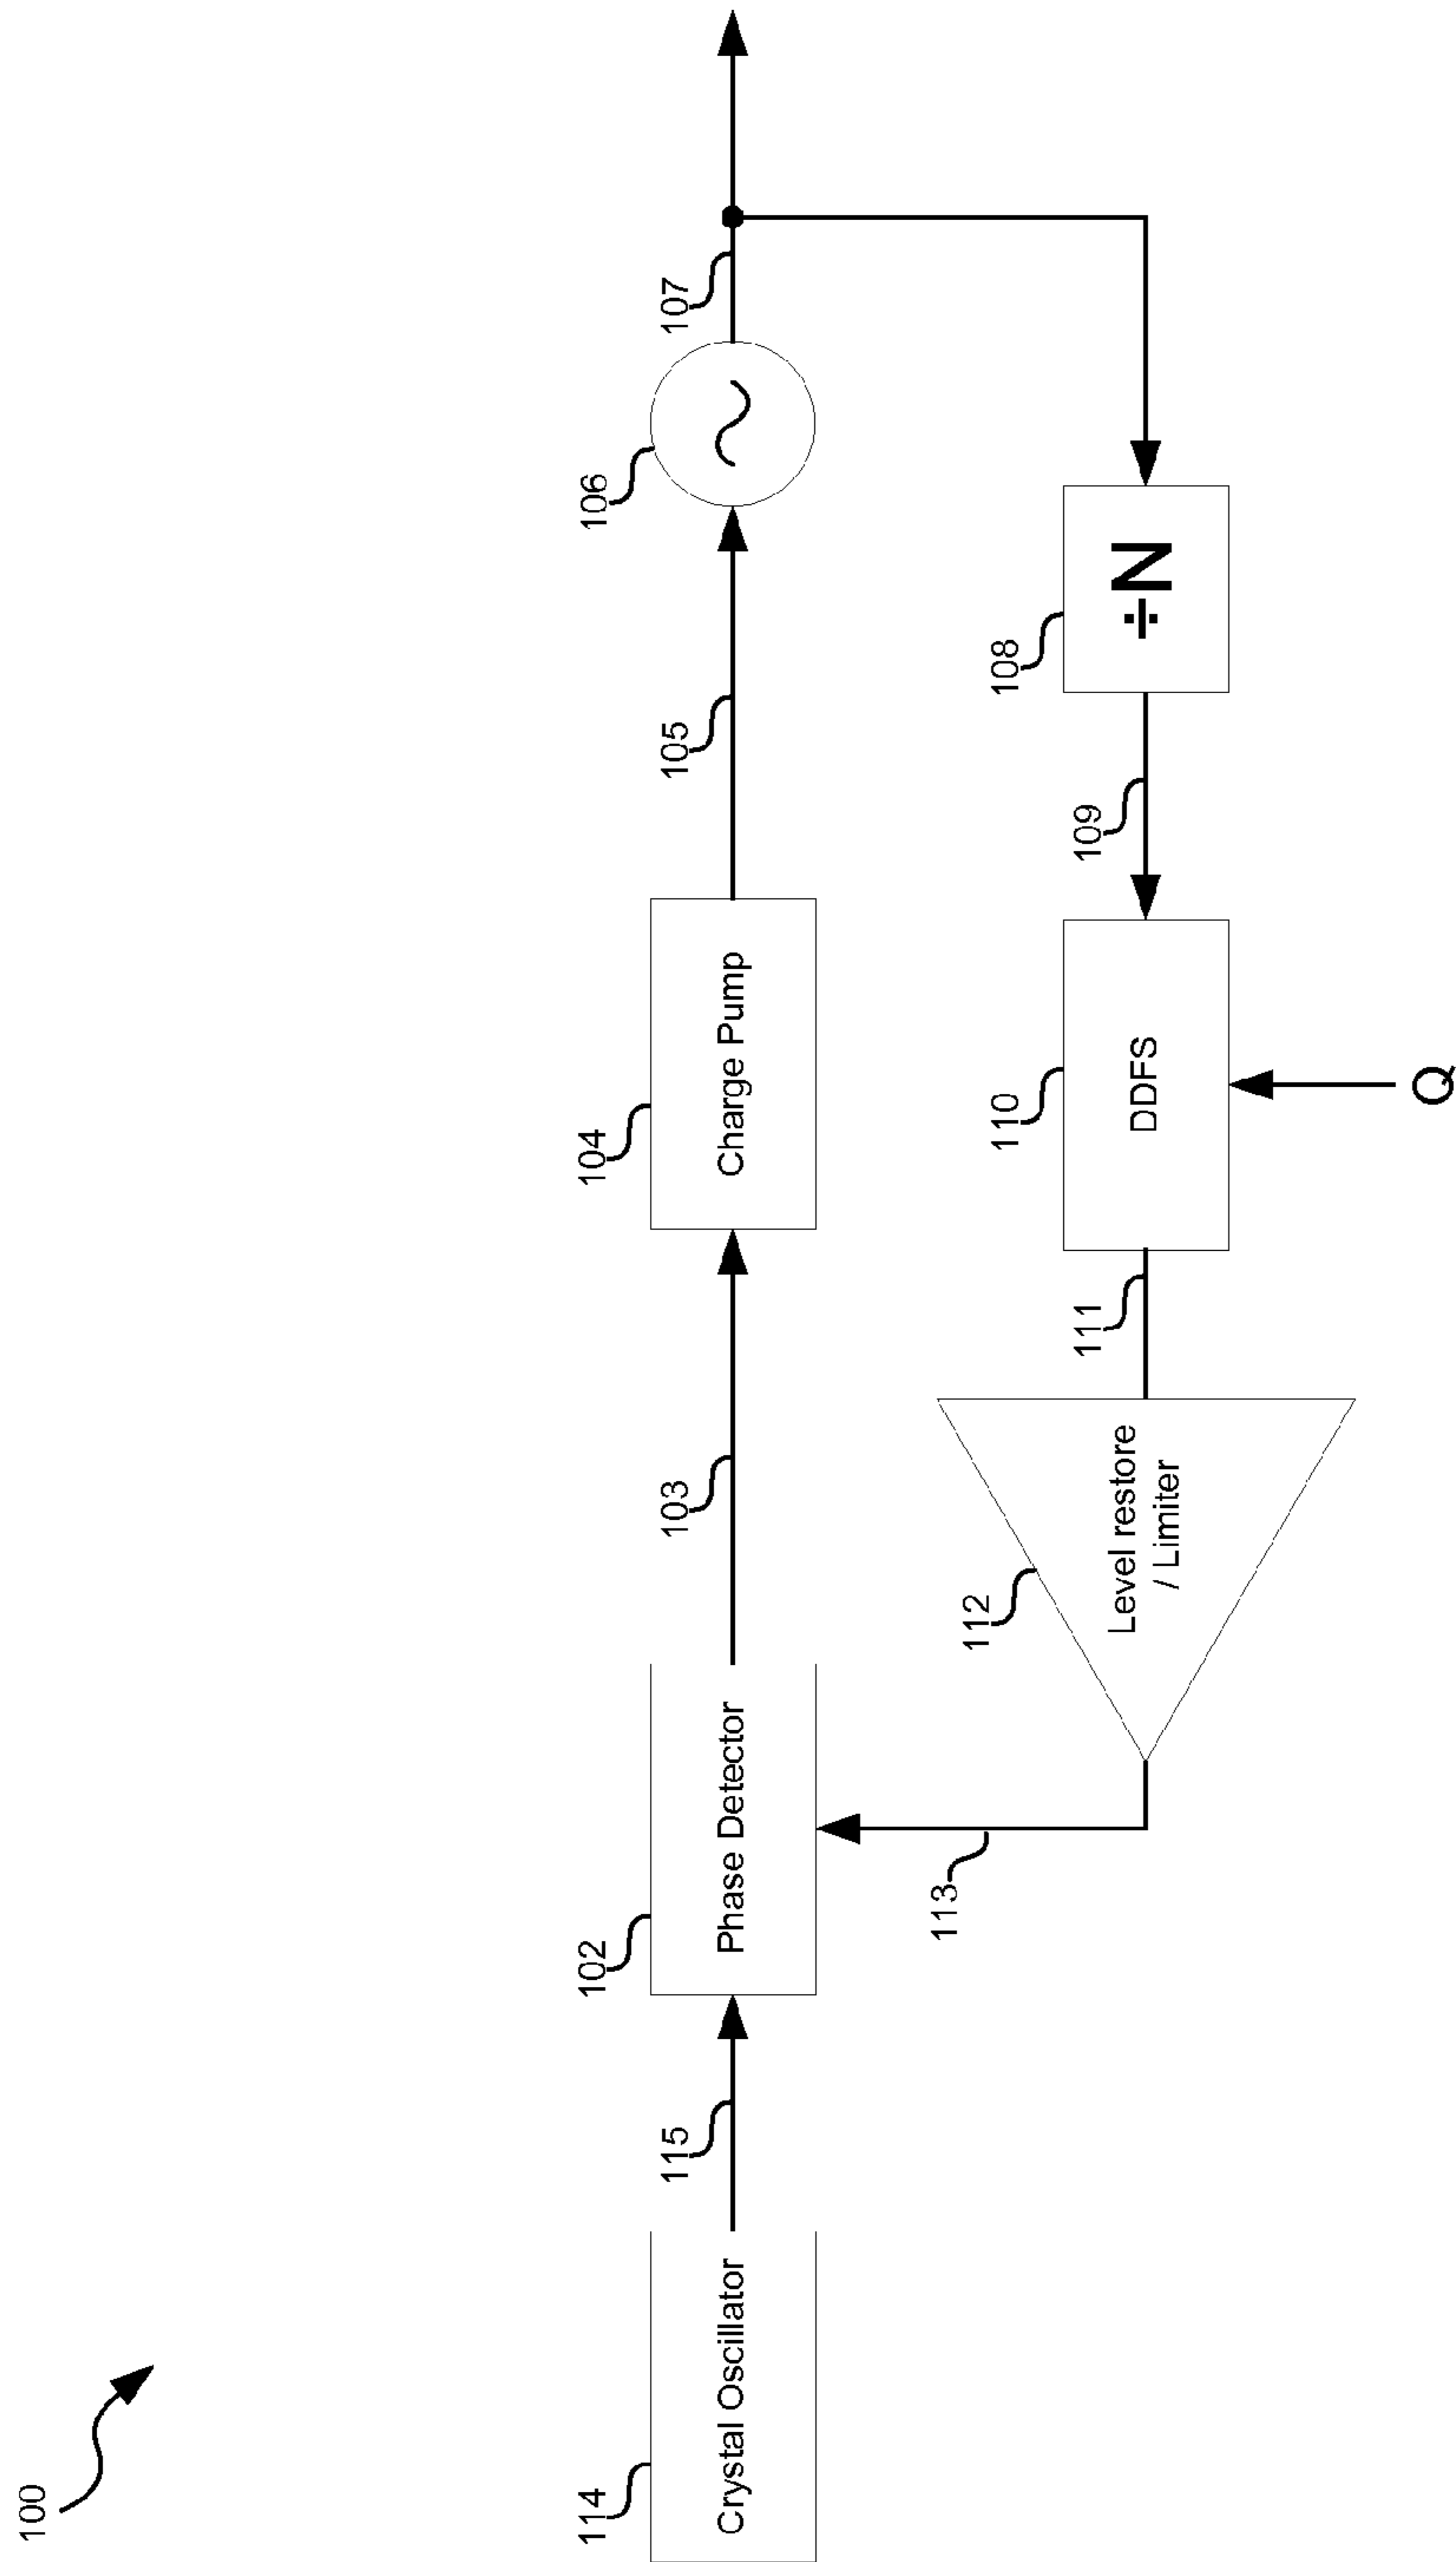 100
114
Crystal Oscillator
115
102
Phase Detector
103
104
Charge Pump
105
106
107
113
112
Level restore
/ Limiter
111
110
DDFS
Q
109
108
÷N